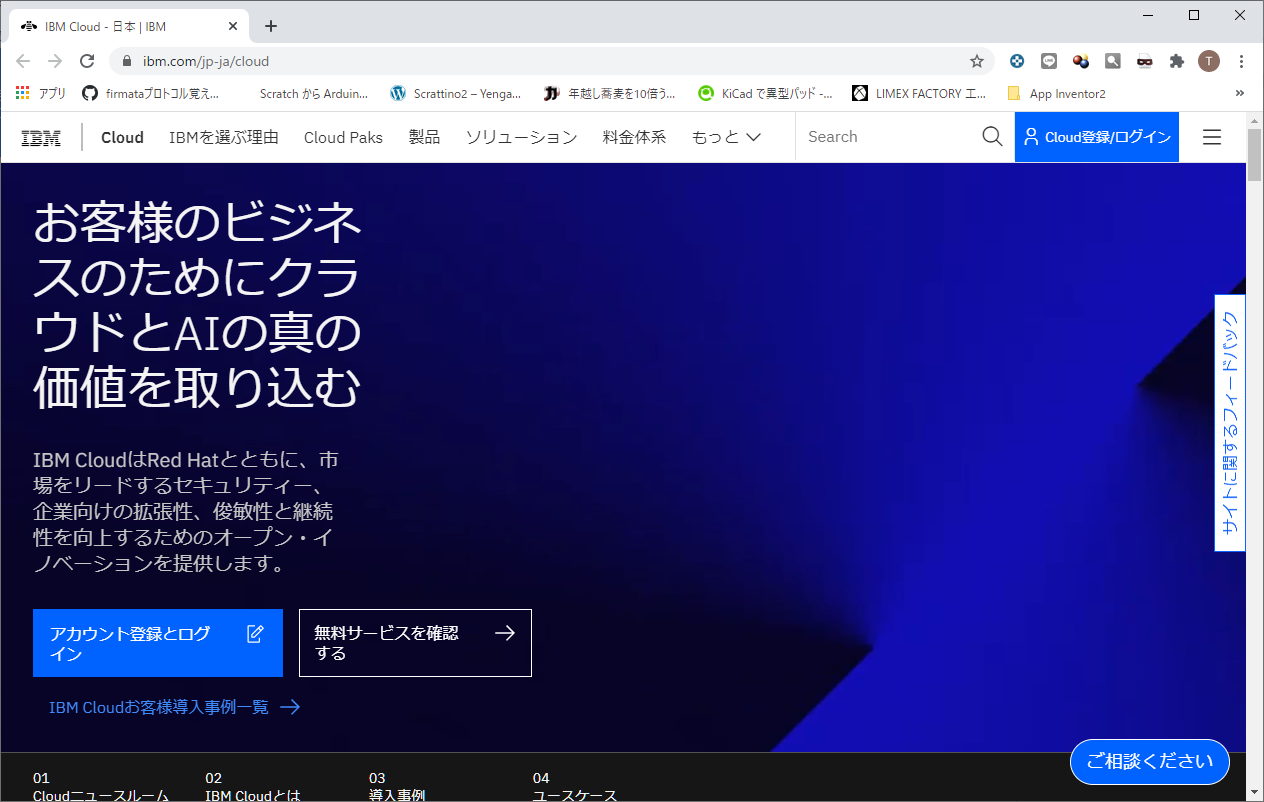 IBM Cloud - 日本 | IBM
ibm.com/jp-ja/cloud
T
アプリ firmataプロトコル覚え... Scratch から Arduin... Scrattino2 – Yenga... 年越し蕎麦を10倍う... KiCad で異型パッド -... LIMEX FACTORY 工... App Inventor2 »
IBM Cloud IBMを選ぶ理由 Cloud Paks 製品 ソリューション 料金体系 もっと Search Cloud登録/ログイン
お客様のビジネ
スのためにクラ
ウドとAIの真の
価値を取り込む
IBM CloudはRed Hatとともに、市
場をリードするセキュリティー、
企業向けの拡張性、俊敏性と継続
性を向上するためのオープン・イ
ノベーションを提供します。
アカウント登録とログ
イン
無料サービスを確認
する
IBM Cloudお客様導入事例一覧
サイトに関するフィードバック
ご相談ください
01 02 03 04
Cloudニュースルーム IBM Cloudとは 導入事例 ユースケース